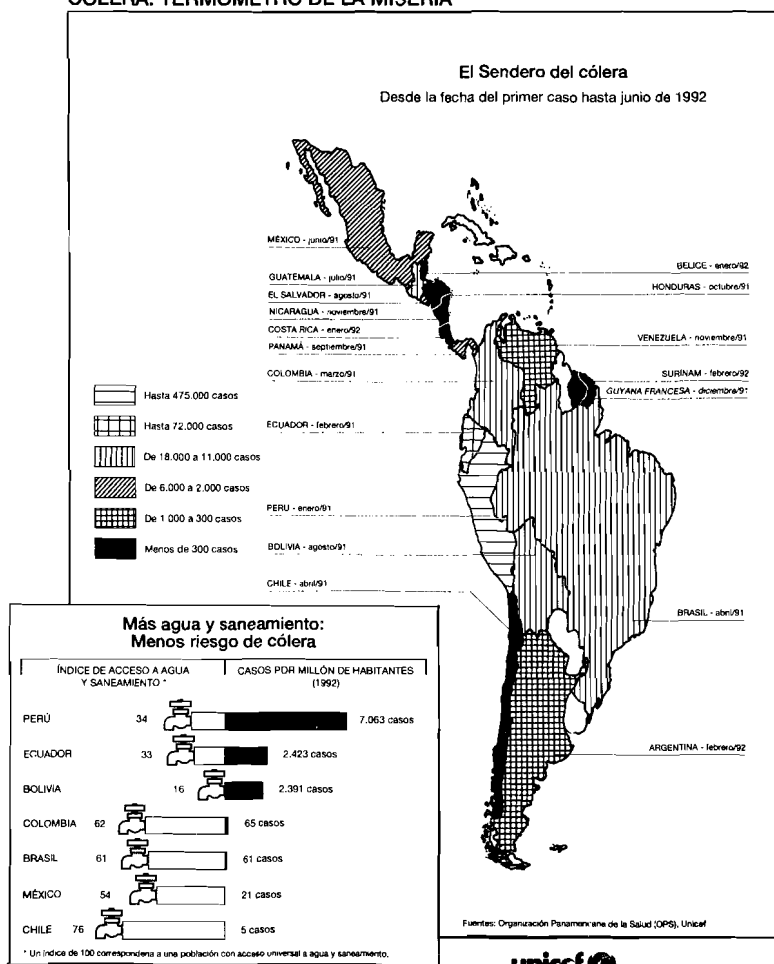 CÓLERA: TERMÓMETRO DE LA MISERIA
El Sendero del cólera
Desde la fecha del primer caso hasta junio de 1992
MÉXICO - junio/91
BELICE - enero/92
GUATEMALA - julio/91
HONDURAS - octubre/91
EL SALVADOR - agosto/91
NICARAGUA - noviembre/91
COSTA RICA - enero/92
PANAMÁ - septiembre/91
VENEZUELA - noviembre/91
COLOMBIA - marzo/91
SURINAM - febrero/92
GUYANA FRANCESA - diciembre/91
Hasta 475.000 casos
Hasta 72.000 casos
ECUADOR - febrero/91
De 18.000 a 11.000 casos
De 6.000 a 2.000 casos
PERU - enero/91
De 1 000 a 300 casos
BOLIVIA - agosto/91
Menos de 300 casos
CHILE - abril/91
BRASIL - abril/91
ARGENTINA - febrero/92
Más agua y saneamiento:
Menos riesgo de cólera
ÍNDICE DE ACCESO A AGUA
Y SANEAMIENTO *
CASOS POR MILLÓN DE HABITANTES
(1992)
PERÚ 34 7.063 casos
ECUADOR 33 2.423 casos
BOLIVIA 16 2.391 casos
COLOMBIA 62 65 casos
BRASIL 61 61 casos
MÉXICO 54 21 casos
CHILE 76 5 casos
* Un índice de 100 correspondena a una población con acceso universal a agua y saneamiento.
Fuentes: Organización Panamericana de la Salud (OPS), Unicef
unicef